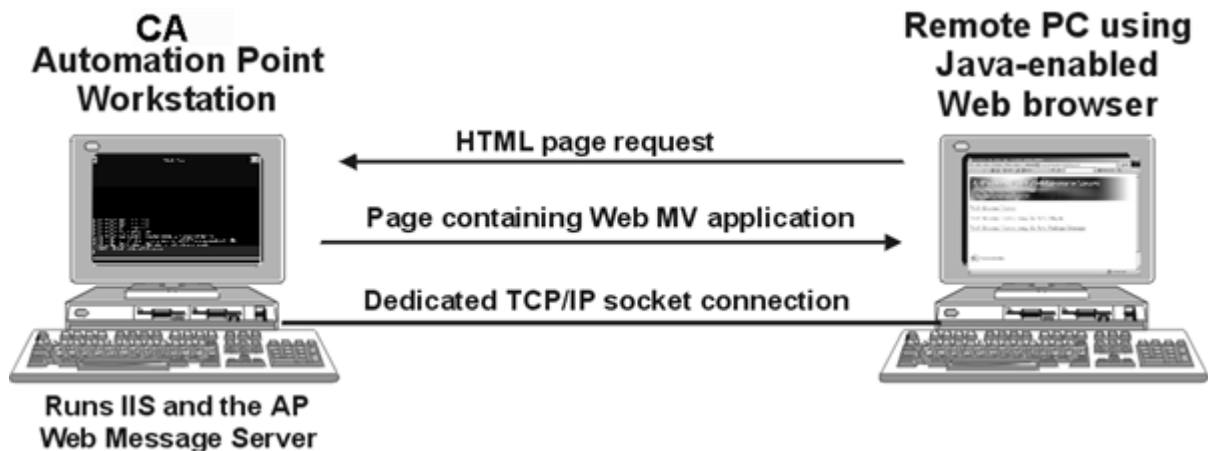 CA
Automation Point
Workstation
Remote PC using
Java-enabled
Web browser
HTML page request
Page containing Web MV application
Dedicated TCP/IP socket connection
Runs IIS and the AP
Web Message Server